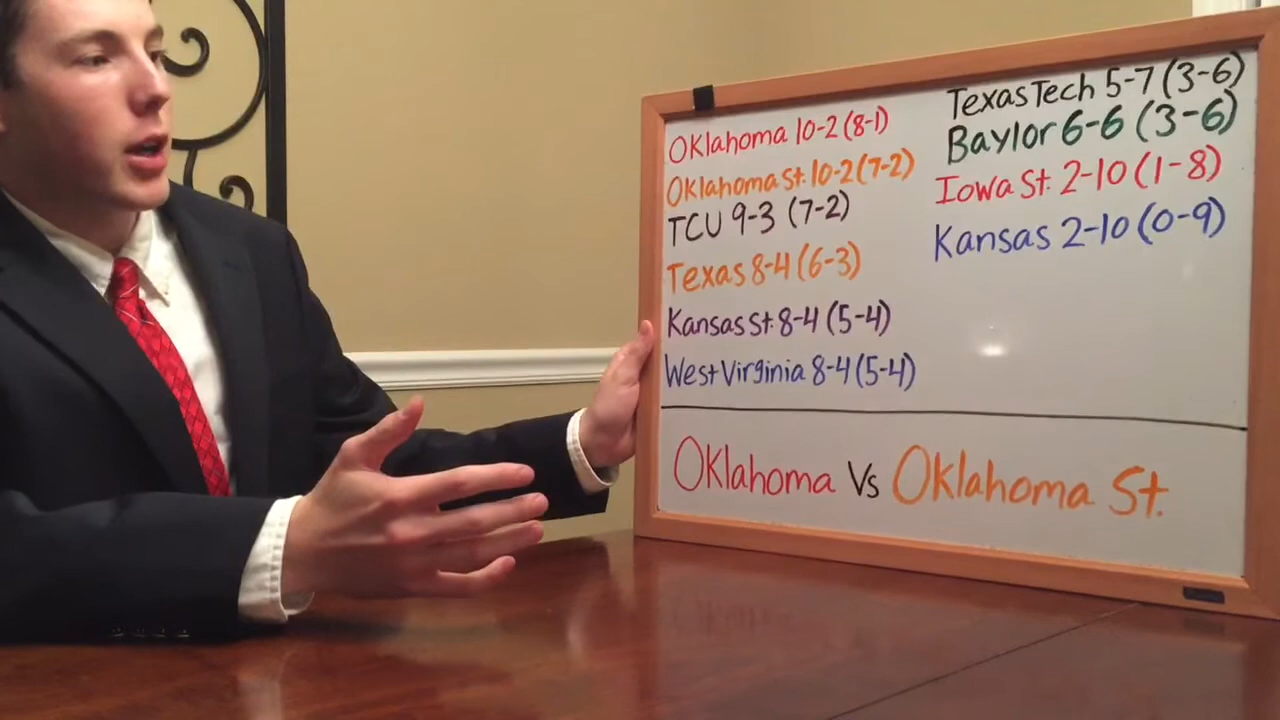 Oklahoma 10-2 (8-1)
Oklahoma St. 10-2 (7-2)
TCU 9-3 (7-2)
Texas 8-4 (6-3)
Kansas St. 8-4 (5-4)
West Virginia 8-4 (5-4)
Texas Tech 5-7 (3-6)
Baylor 6-6 (3-6)
Iowa St. 2-10 (1-8)
Kansas 2-10 (0-9)
Oklahoma Vs Oklahoma St.